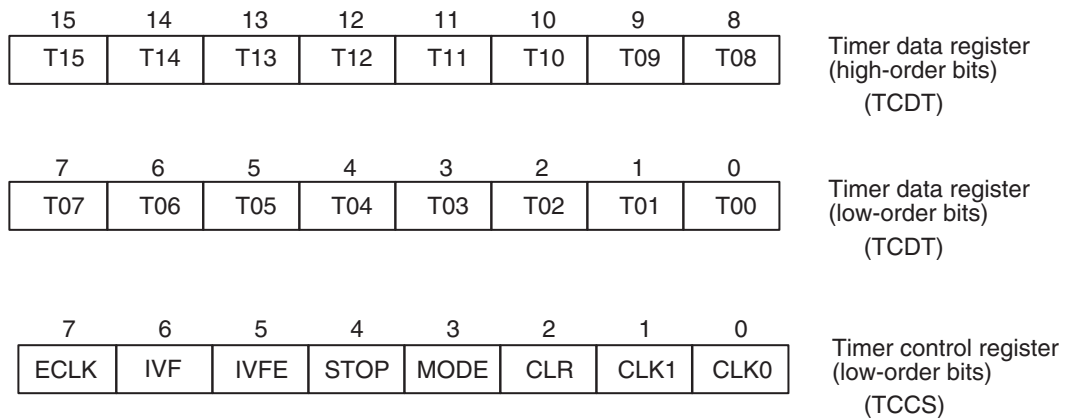 15 14 13 12 11 10 9 8
T15 T14 T13 T12 T11 T10 T09 T08
Timer data register
(high-order bits)
(TCDT)
7 6 5 4 3 2 1 0
T07 T06 T05 T04 T03 T02 T01 T00
Timer data register
(low-order bits)
(TCDT)
7 6 5 4 3 2 1 0
ECLK IVF IVFE STOP MODE CLR CLK1 CLK0
Timer control register
(low-order bits)
(TCCS)